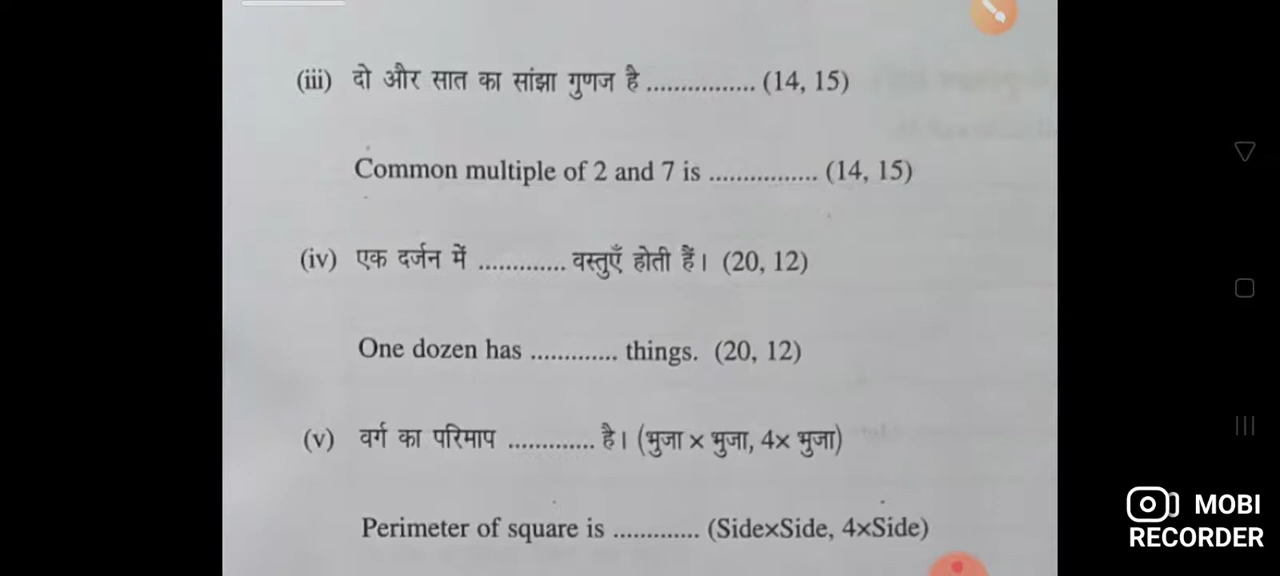 (iii) दो और सात का सांझा गुणज है ................ (14, 15)
Common multiple of 2 and 7 is ................ (14, 15)
(iv) एक दर्जन में ............. वस्तुएँ होती हैं। (20, 12)
One dozen has ............. things. (20, 12)
(v) वर्ग का परिमाप ............. है। (भुजा × भुजा, 4× भुजा)
Perimeter of square is ............. (Side×Side, 4×Side)
MOBI
RECORDER